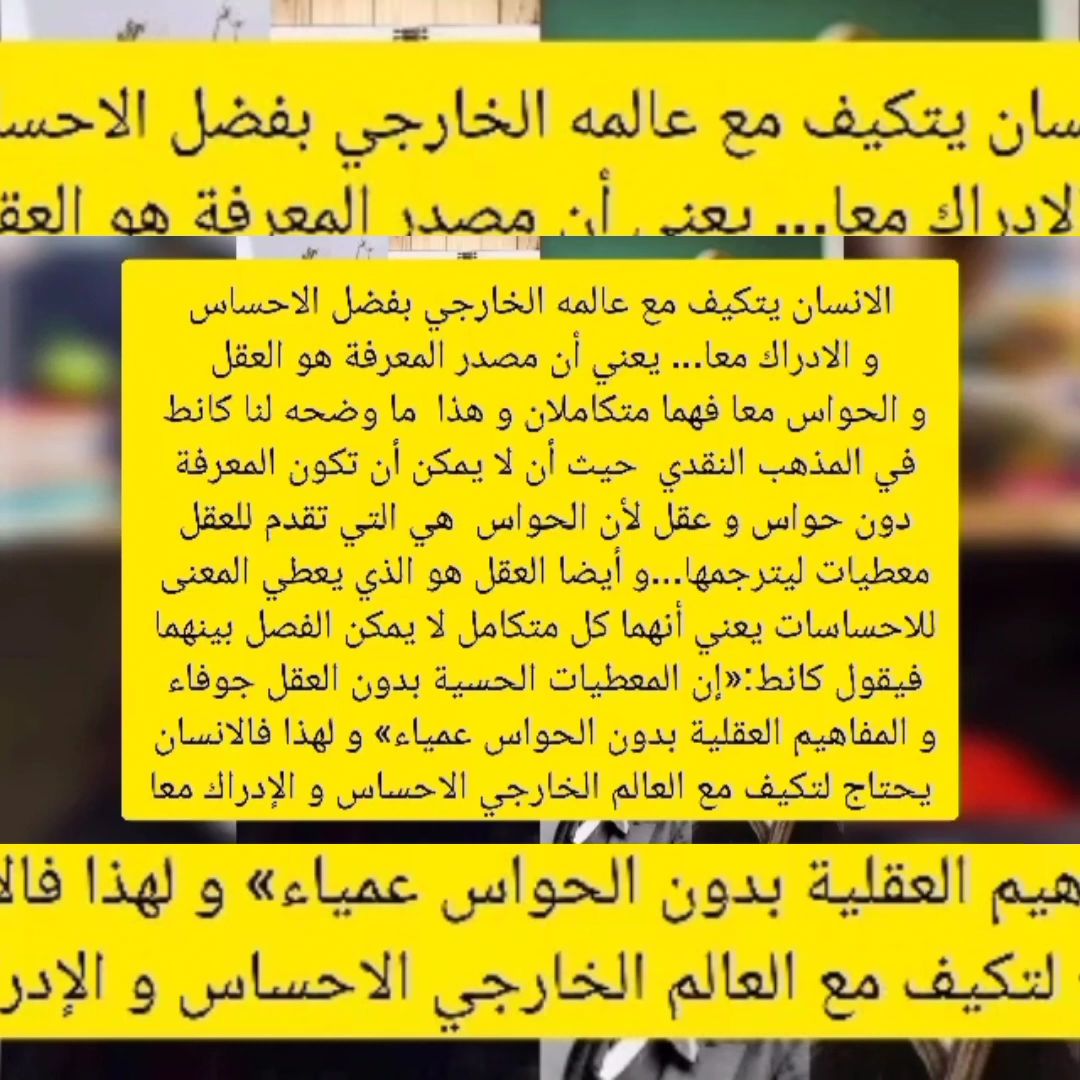 سان يتكيف مع عالمه الخارجي بفضل الاحسا
لادراك معا... يعني أن مصدر المعرفة هو العق
الانسان يتكيف مع عالمه الخارجي بفضل الاحساس
و الادراك معا... يعني أن مصدر المعرفة هو العقل
و الحواس معا فهما متكاملان و هذا  ما وضحه لنا كانط
في المذهب النقدي  حيث أن لا يمكن أن تكون المعرفة
دون حواس و عقل لأن الحواس  هي التي تقدم للعقل
معطيات ليترجمها...و أيضا العقل هو الذي يعطي المعنى
للاحساسات يعني أنهما كل متكامل لا يمكن الفصل بينهما
فيقول كانط:«إن المعطيات الحسية بدون العقل جوفاء
و المفاهيم العقلية بدون الحواس عمياء» و لهذا فالانسان
يحتاج لتكيف مع العالم الخارجي الاحساس و الإدراك معا
هيم العقلية بدون الحواس عمياء» و لهذا فالا
لتكيف مع العالم الخارجي الاحساس و الإدر